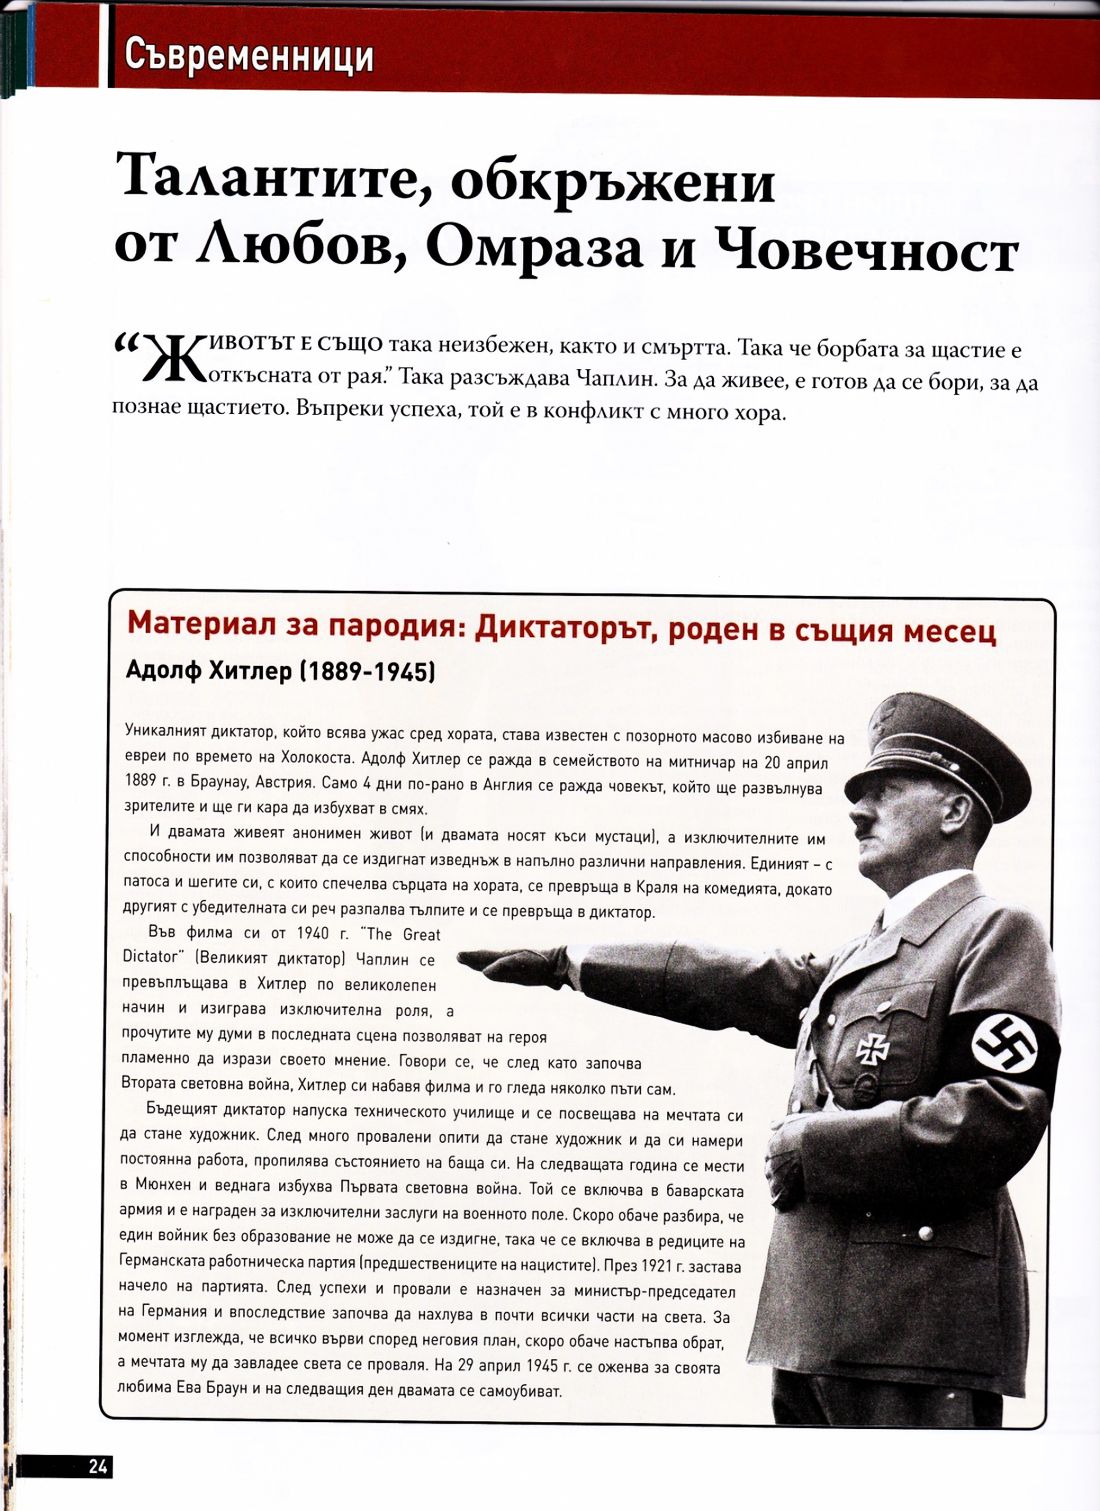 Съвременници
Талантите, обкръжени
от Любов, Омраза и Човечност
“Животът е също така неизбежен, както и смъртта. Така че борбата за щастие е
откъсната от рая.” Така разсъждава Чаплин. За да живее, е готов да се бори, за да
познае щастието. Въпреки успеха, той е в конфликт с много хора.
Материал за пародия: Диктаторът, роден в същия месец
Адолф Хитлер (1889-1945)
Уникалният диктатор, който всява ужас сред хората, става известен с позорното масово избиване на
евреи по времето на Холокоста. Адолф Хитлер се ражда в семейството на митничар на 20 април
1889 г. в Браунау, Австрия. Само 4 дни по-рано в Англия се ражда човекът, който ще развълнува
зрителите и ще ги кара да избухват в смях.
И двамата живеят анонимен живот (и двамата носят къси мустаци), а изключителните им
способности им позволяват да се издигнат изведнъж в напълно различни направления. Единият – с
патоса и шегите си, с които спечелва сърцата на хората, се превръща в Краля на комедията, докато
другият с убедителната си реч разпалва тълпите и се превръща в диктатор.
Във филма си от 1940 г. "The Great
Dictator" (Великият диктатор) Чаплин се
превъплъщава в Хитлер по великолепен
начин и изиграва изключителна роля, а
прочутите му думи в последната сцена позволяват на героя
пламенно да изрази своето мнение. Говори се, че след като започва
Втората световна война, Хитлер си набавя филма и го гледа няколко пъти сам.
Бъдещият диктатор напуска техническото училище и се посвещава на мечтата си
да стане художник. След много провалени опити да стане художник и да си намери
постоянна работа, пропилява състоянието на баща си. На следващата година се мести
в Мюнхен и веднага избухва Първата световна война. Той се включва в баварската
армия и е награден за изключителни заслуги на военното поле. Скоро обаче разбира, че
един войник без образование не може да се издигне, така че се включва в редиците на
Германската работническа партия (предшествениците на нацистите). През 1921 г. застава
начело на партията. След успехи и провали е назначен за министър-председател
на Германия и впоследствие започва да нахлува в почти всички части на света. За
момент изглежда, че всичко върви според неговия план, скоро обаче настъпва обрат,
а мечтата му да завладее света се проваля. На 29 април 1945 г. се оженва за своята
любима Ева Браун и на следващия ден двамата се самоубиват.
24